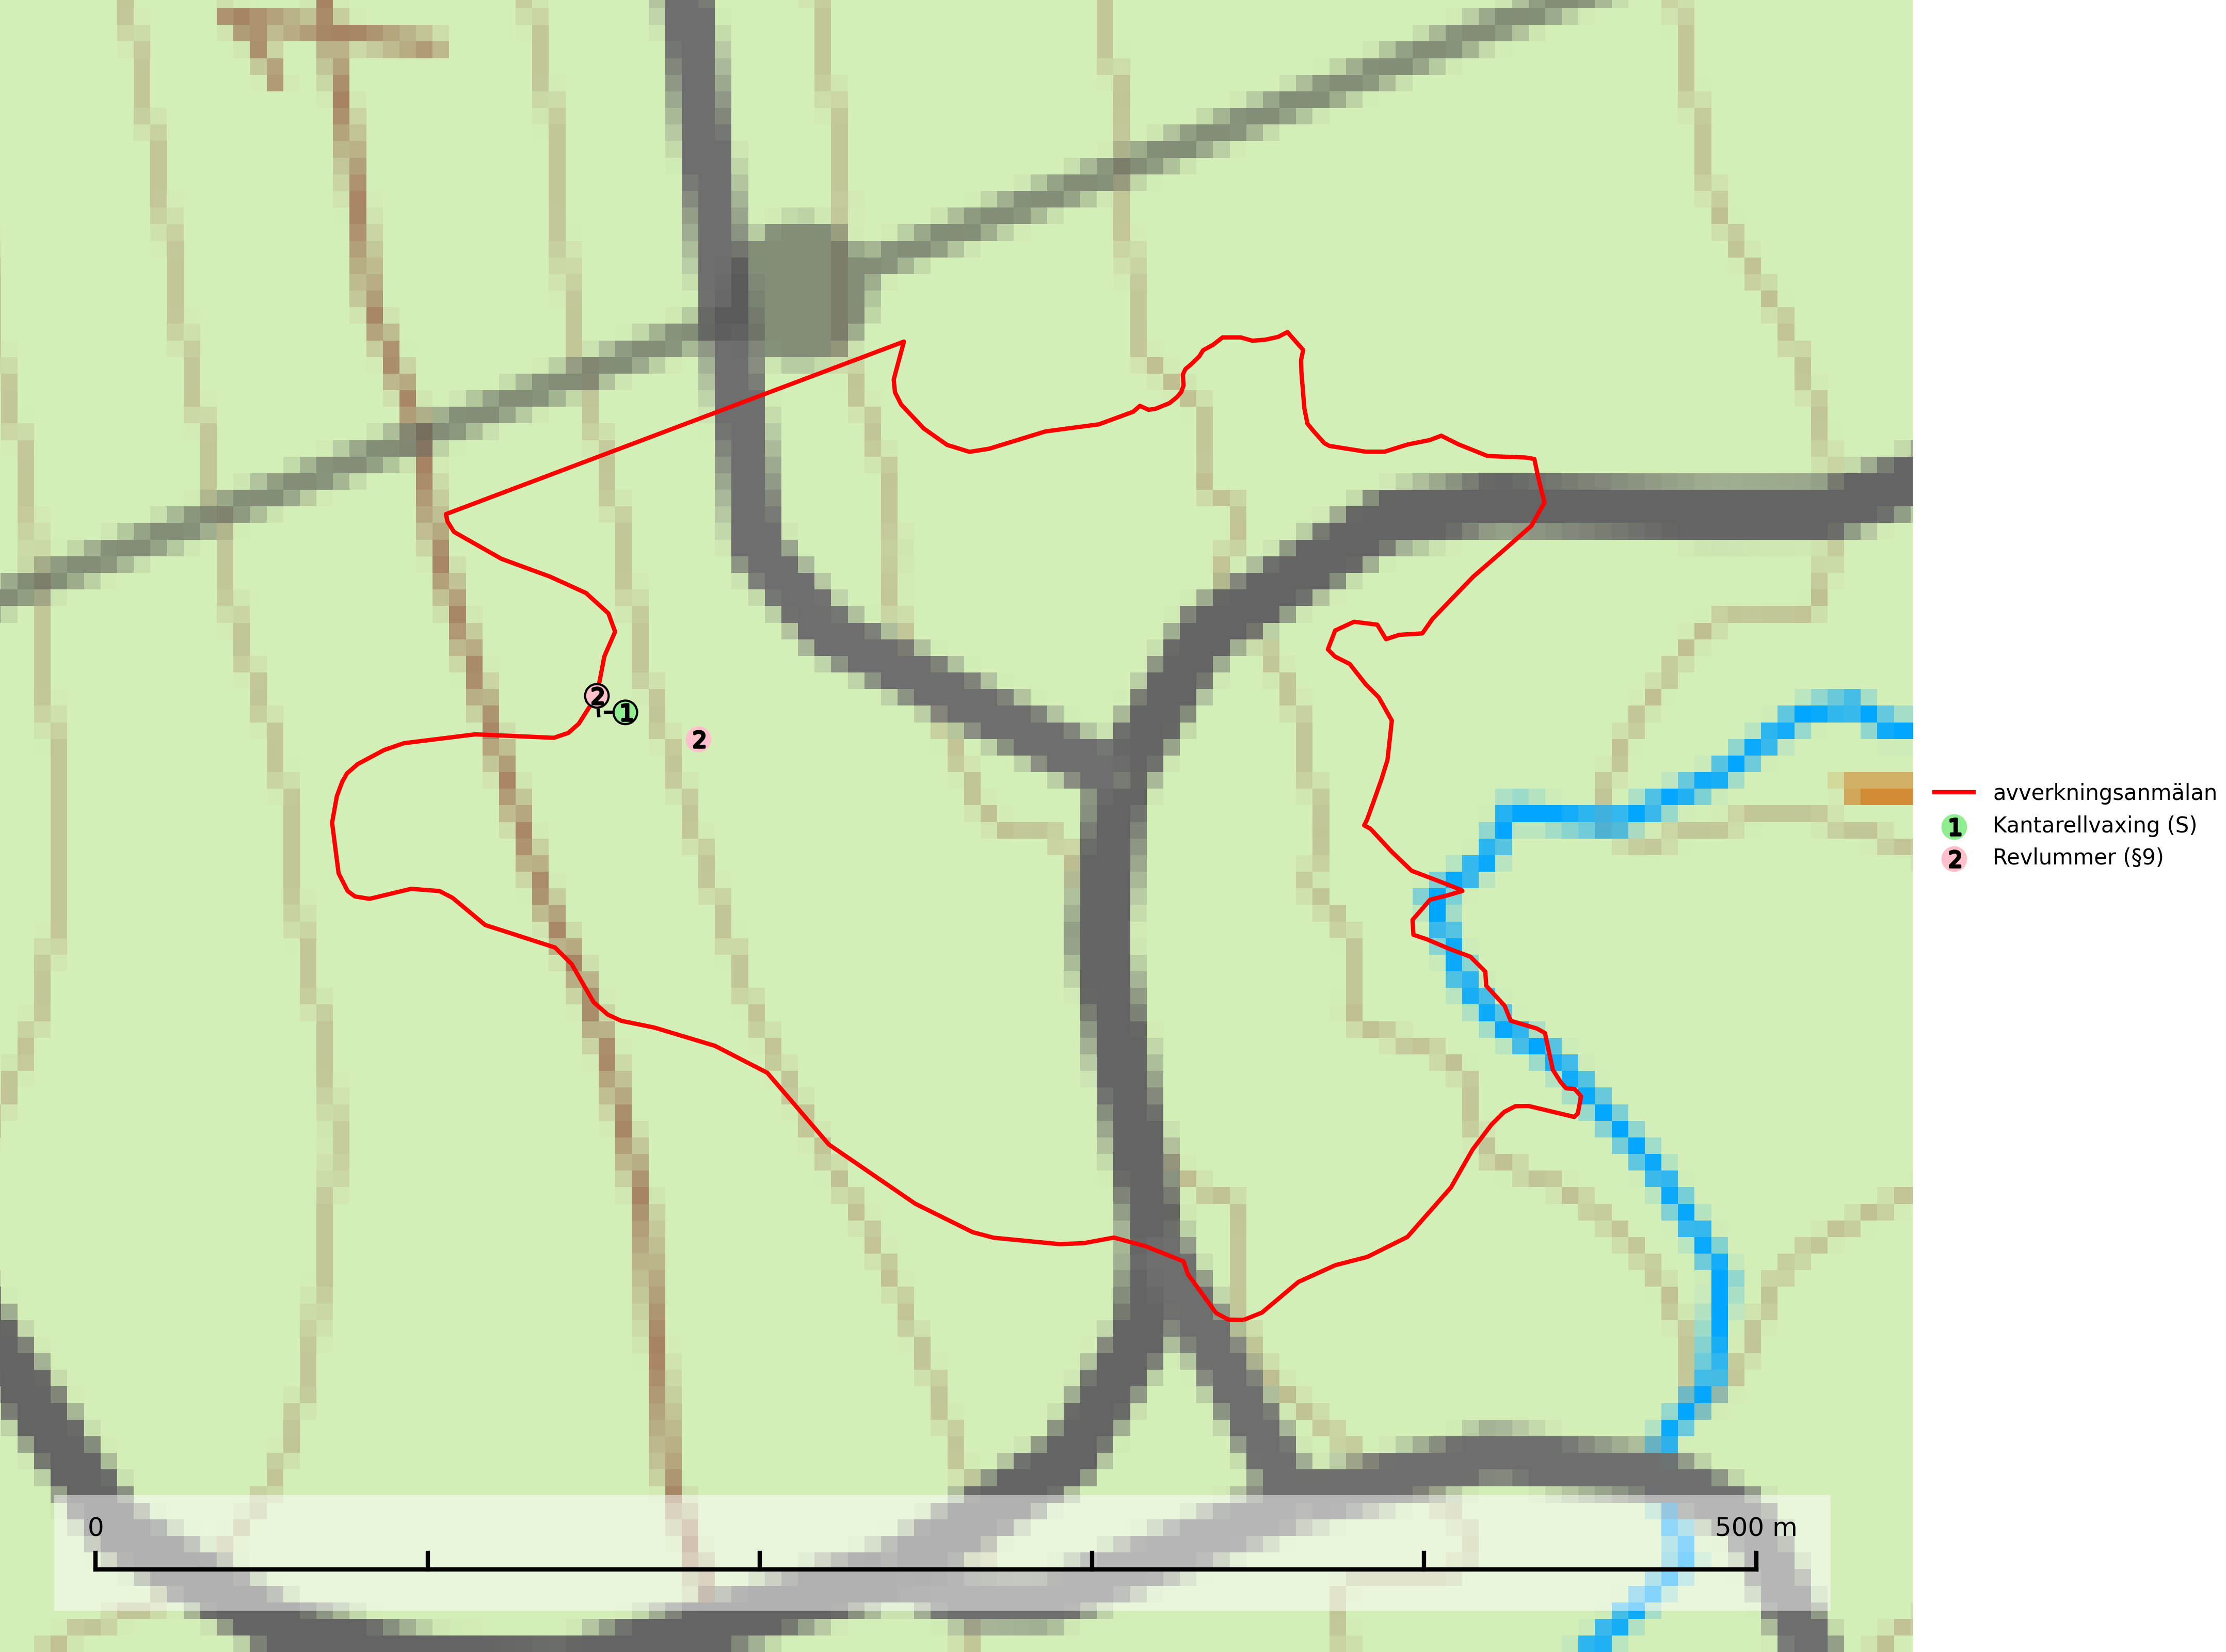 2
1
2
avverkningsanmälan
1 Kantarellvaxing (S)
2 Revlummer (§9)
0
500 m